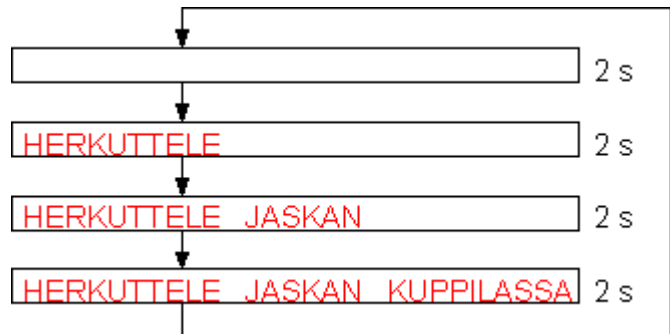 2 s
HERKUTTELE 2 s
HERKUTTELE JASKAN 2 s
HERKUTTELE JASKAN KUPPILASSA 2 s